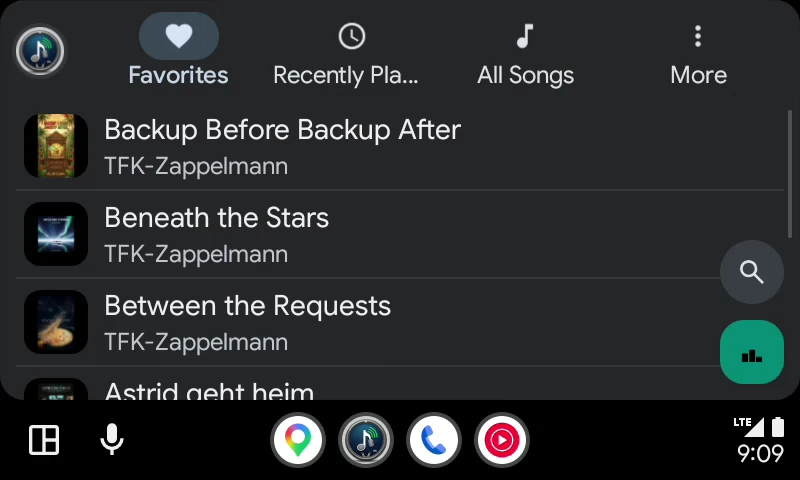 Favorites
Recently Pla...
All Songs
More
Backup Before Backup After
TFK-Zappelmann
Beneath the Stars
TFK-Zappelmann
Between the Requests
TFK-Zappelmann
Astrid geht heim
LTE
9:09